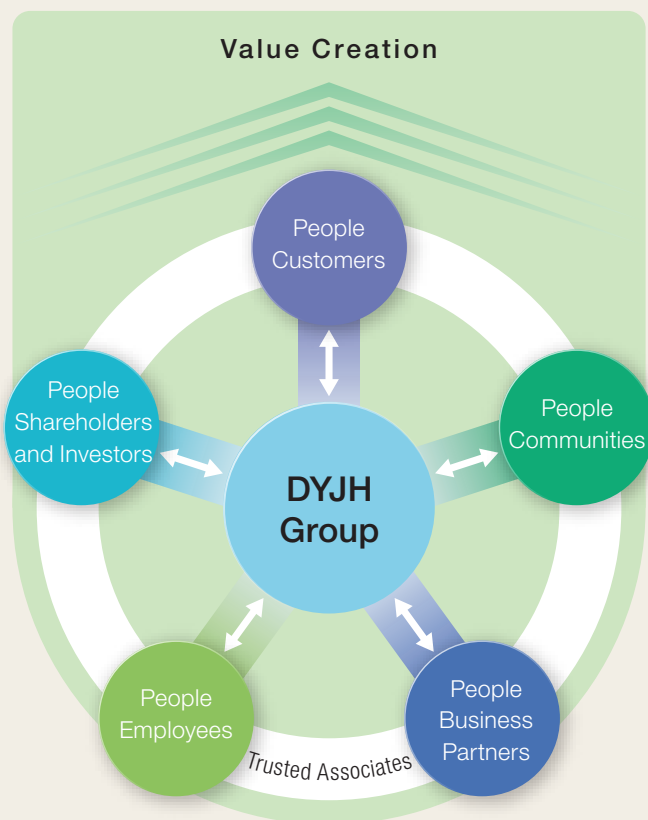 Value Creation
People
Customers
People
Shareholders
and Investors
People
Communities
DYJH
Group
People
Employees
People
Business
Partners
Trusted Associates